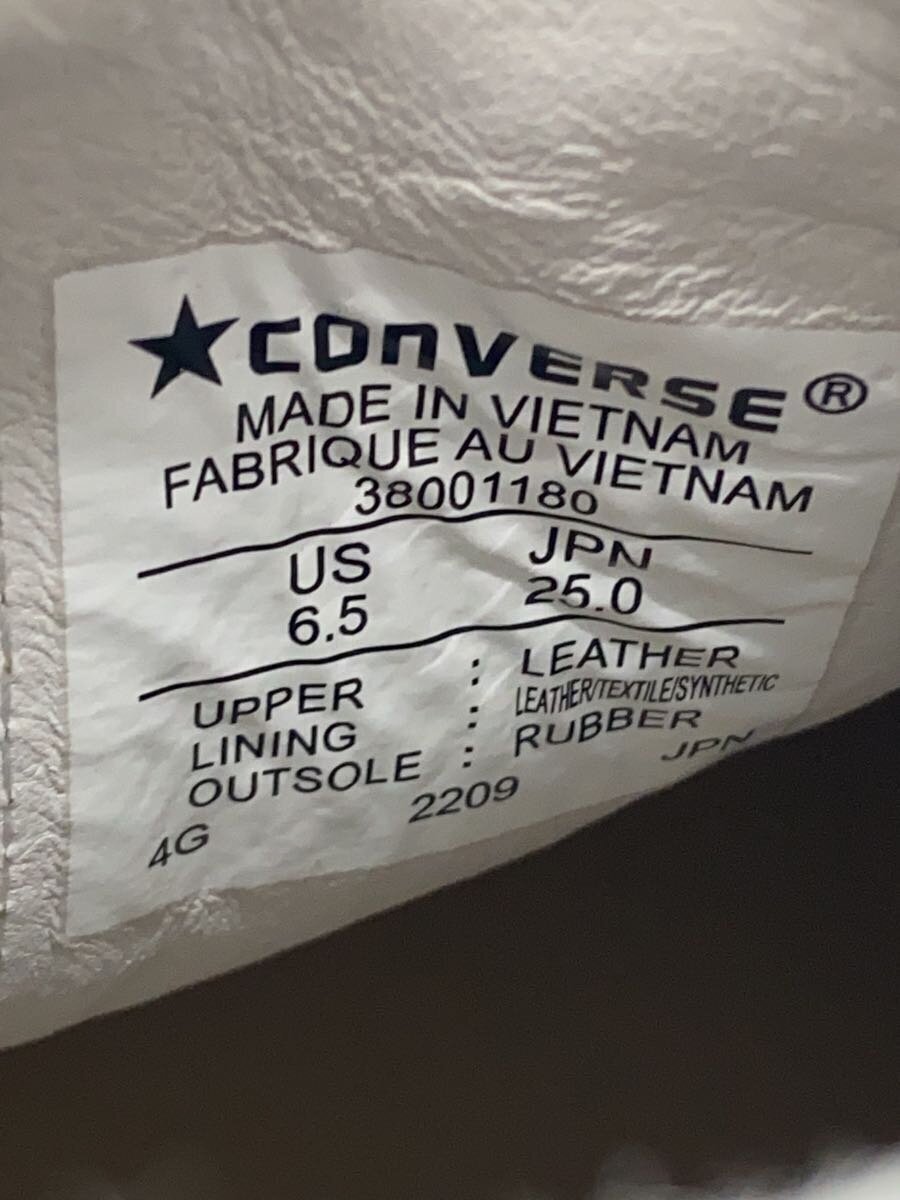 ★CONVERSE®
MADE IN VIETNAM
FABRIQUE AU VIETNAM
38001180
US JPN
6.5 25.0
UPPER : LEATHER
LINING : LEATHER/TEXTILE/SYNTHETIC
OUTSOLE : RUBBER
4G 2209 JPN